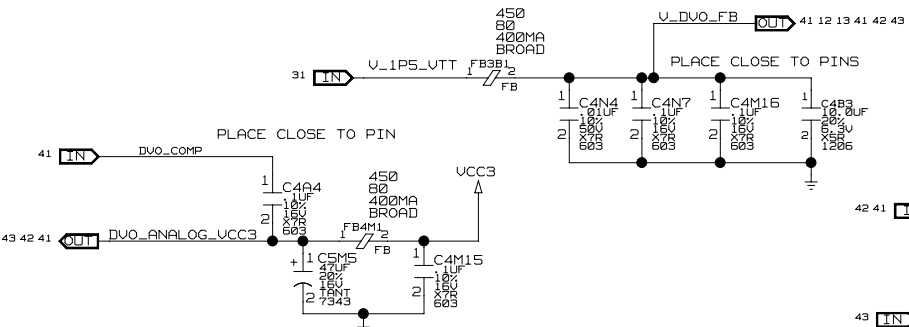 450
80
400MA
BROAD
V_DVO_FB
OUT 41 12 13 41 42 43
31 IN
V_1P5_VTT
FB3B1
1 2
FB
PLACE CLOSE TO PINS
1 C4N4
.01UF
10%
2 50V
X7R
603
1 C4N7
.1UF
10%
2 16V
X7R
603
1 C4M16
.1UF
10%
2 16V
X7R
603
1 C4B3
10.0UF
20%
2 6.3V
X5R
1206
PLACE CLOSE TO PIN
41 IN
DVO_COMP
1 C4A4
.1UF
10%
2 16V
X7R
603
450
80
400MA
BROAD
VCC3
43 42 41 OUT
DVO_ANALOG_VCC3
FB4M1
1 2
FB
+ 1 C5M5
47UF
20%
16V
2 TANT
7343
1 C4M15
.1UF
10%
2 16V
X7R
603
42 41
43 IN